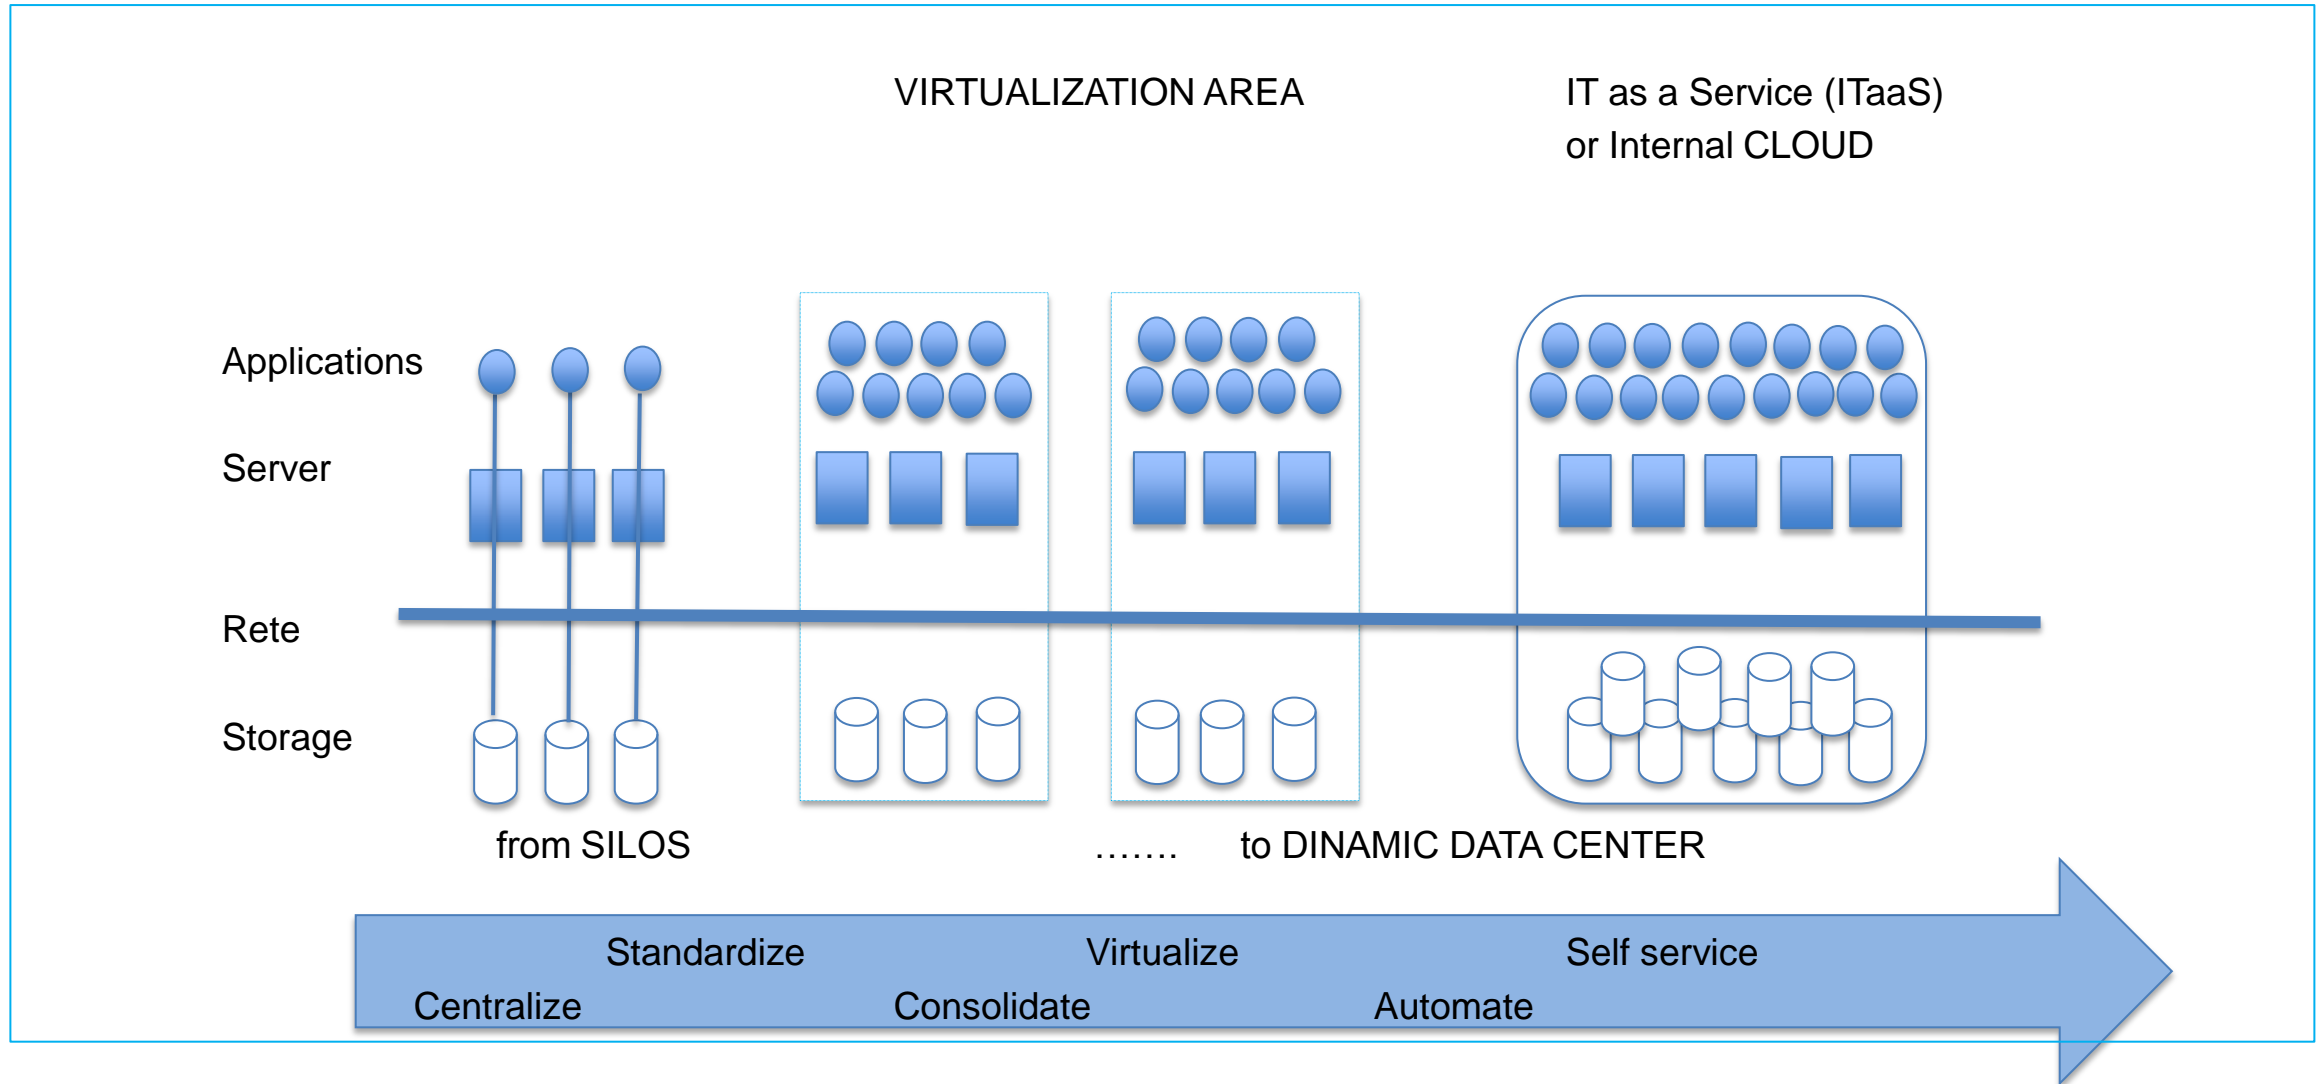 VIRTUALIZATION AREA
IT as a Service (ITaaS)
or Internal CLOUD
Applications
Server
Rete
Storage
from SILOS ....... to DINAMIC DATA CENTER
Standardize Virtualize Self service
Centralize Consolidate Automate